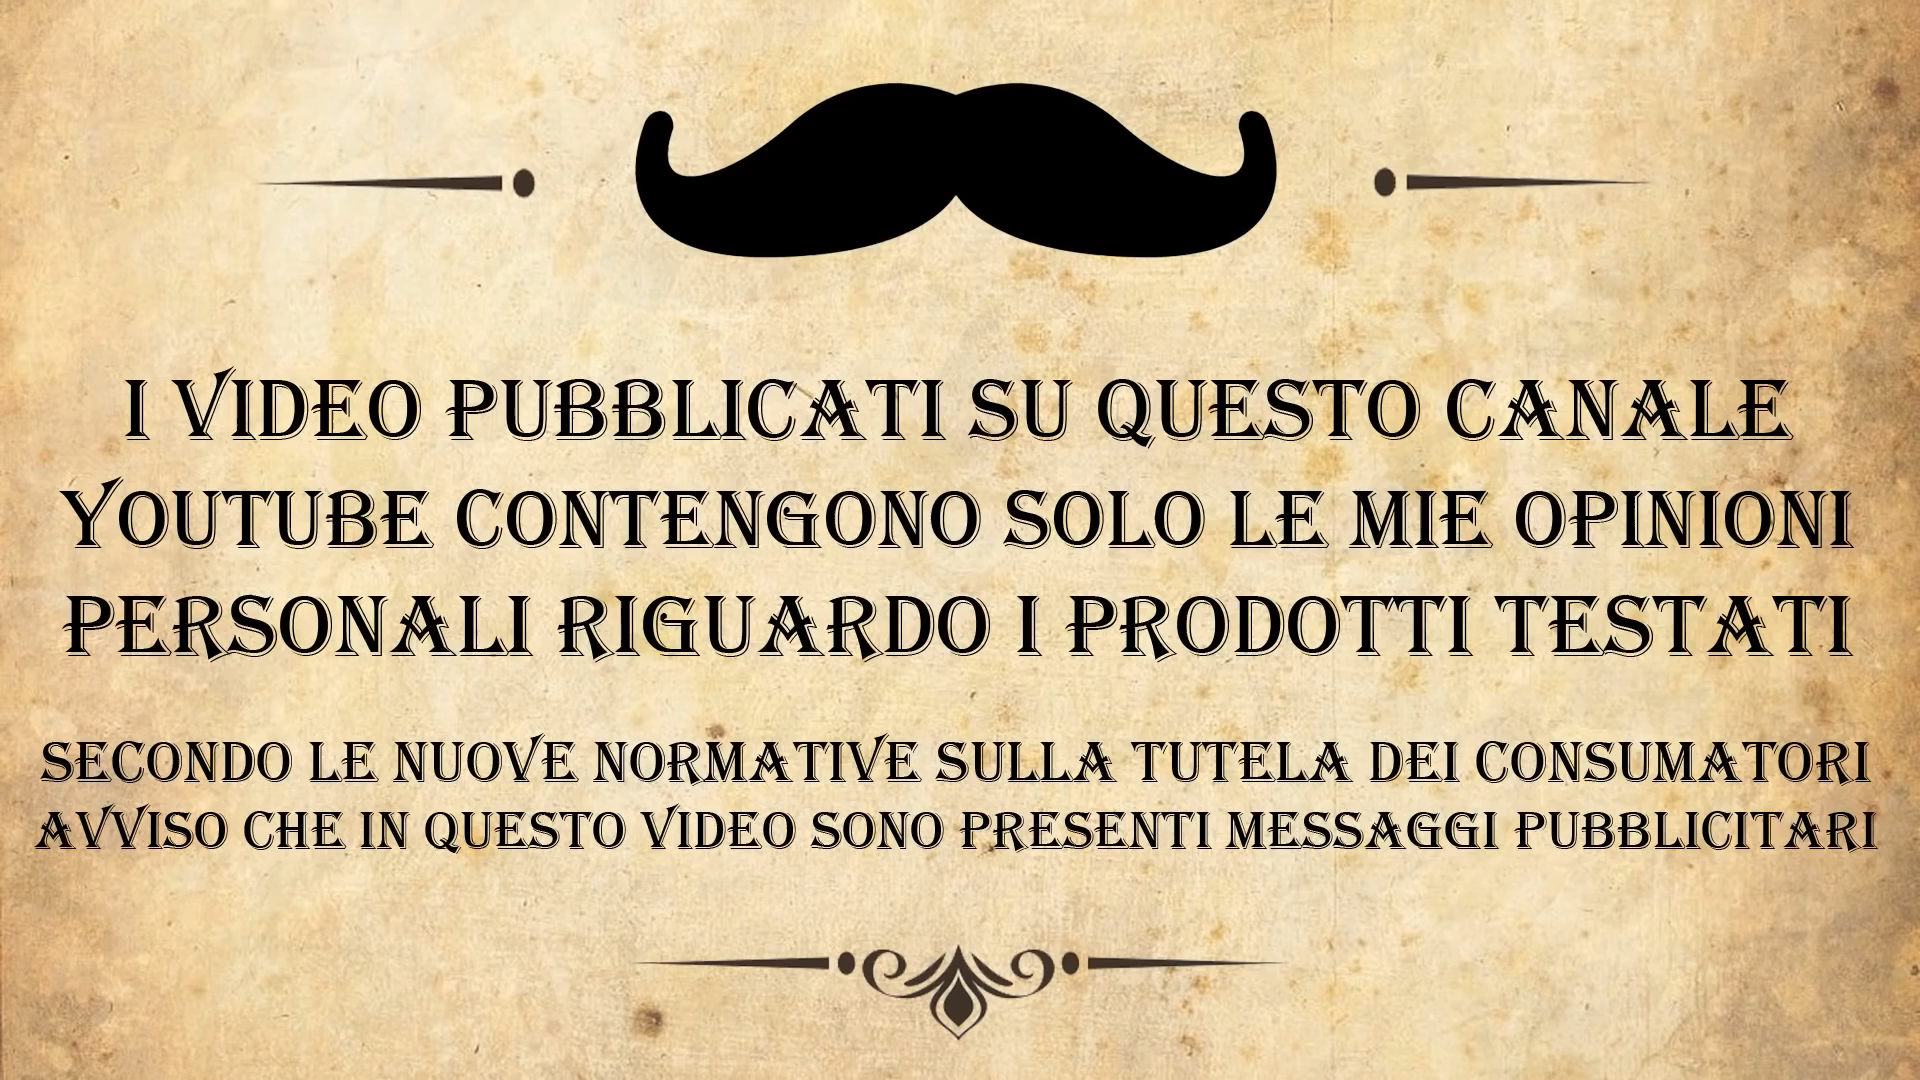 I VIDEO PUBBLICATI SU QUESTO CANALE
YOUTUBE CONTENGONO SOLO LE MIE OPINIONI
PERSONALI RIGUARDO I PRODOTTI TESTATI
SECONDO LE NUOVE NORMATIVE SULLA TUTELA DEI CONSUMATORI
AVVISO CHE IN QUESTO VIDEO SONO PRESENTI MESSAGGI PUBBLICITARI